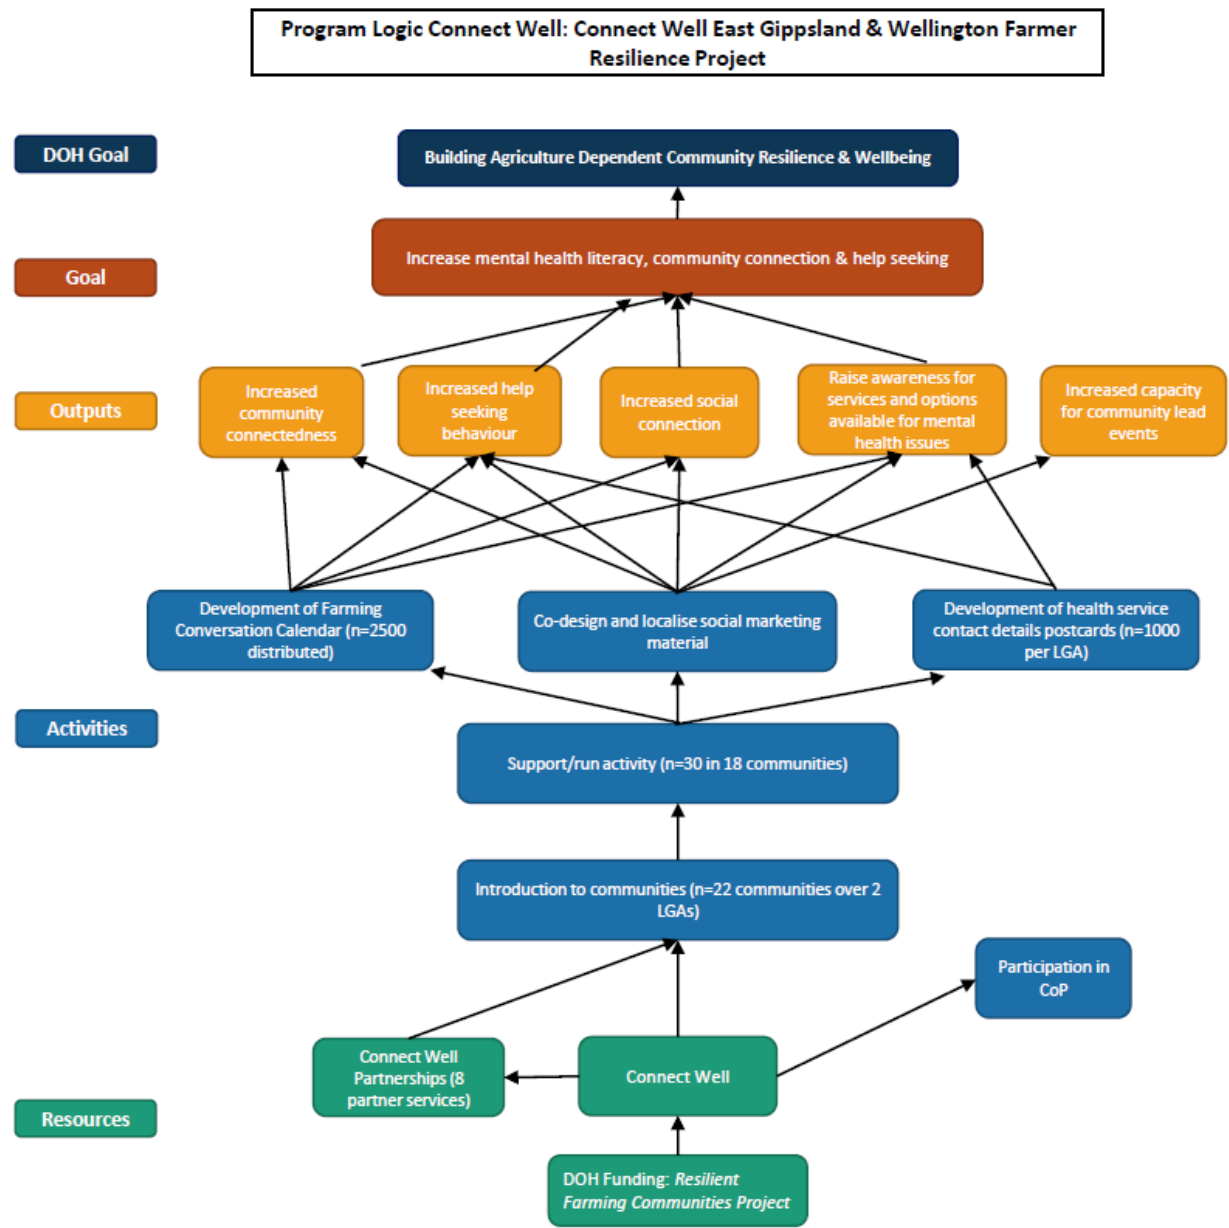 Program Logic Connect Well: Connect Well East Gippsland & Wellington Farmer
Resilience Project
DOH Goal
Building Agriculture Dependent Community Resilience & Wellbeing
Goal
Increase mental health literacy, community connection & help seeking
Outputs
Increased
community
connectedness
Increased help
seeking
behaviour
Increased social
connection
Raise awareness for
services and options
available for mental
health issues
Increased capacity
for community lead
events
Development of Farming
Conversation Calendar (n=2500
distributed)
Co-design and localise social marketing
material
Development of health service
contact details postcards (n=1000
per LGA)
Activities
Support/run activity (n=30 in 18 communities)
Introduction to communities (n=22 communities over 2
LGAs)
Participation in
CoP
Connect Well
Partnerships (8
partner services)
Connect Well
Resources
DOH Funding: Resilient
Farming Communities Project